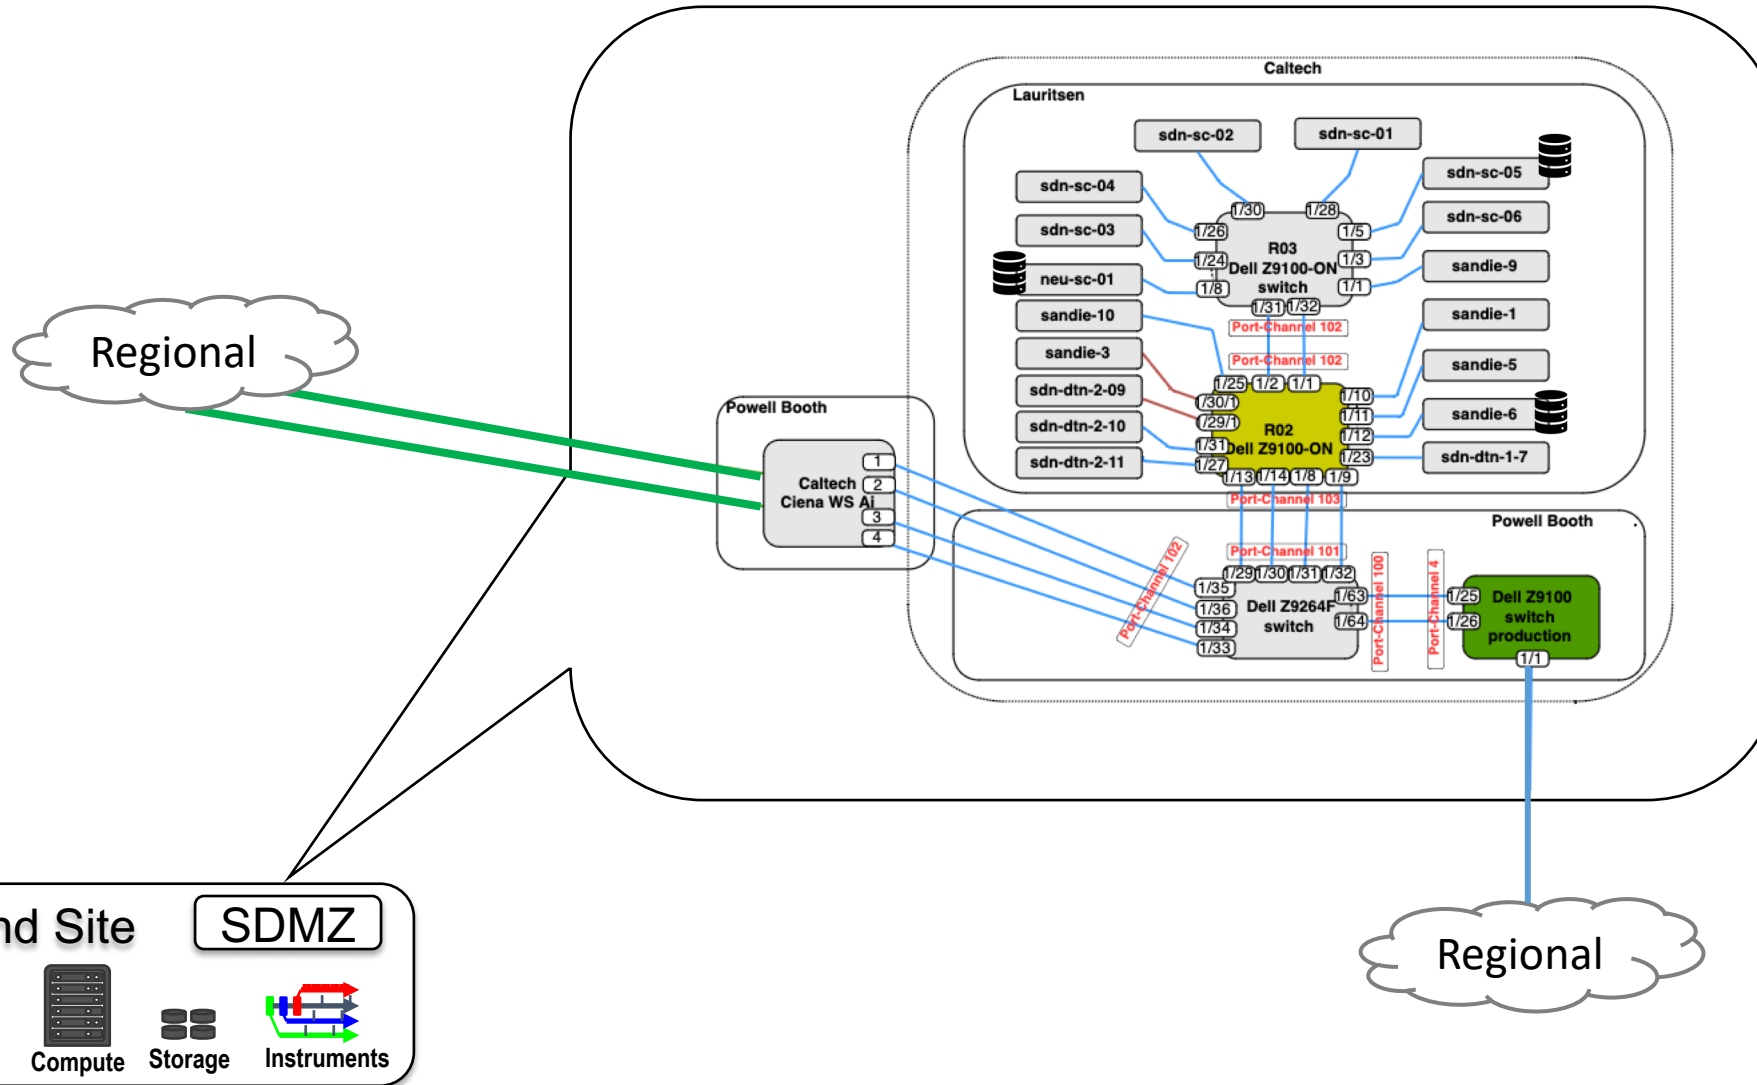 Caltech
Lauritsen
sdn-sc-02
sdn-sc-01
sdn-sc-04
sdn-sc-03
neu-sc-01
sandie-10
sandie-3
sdn-dtn-2-09
sdn-dtn-2-10
sdn-dtn-2-11
sdn-sc-05
sdn-sc-06
sandie-9
sandie-1
sandie-5
sandie-6
sdn-dtn-1-7
1/30
1/28
1/26
1/24
1/8
1/5
1/3
1/1
R03
Dell Z9100-ON
switch
1/31
1/32
Port-Channel 102
Port-Channel 102
1/25
1/2
1/1
1/30/1
1/29/1
1/31
1/27
1/10
1/11
1/12
1/23
R02
Dell Z9100-ON
1/13
1/14
1/8
1/9
Port-Channel 103
Regional
Powell Booth
Caltech
Ciena WS Ai
1
2
3
4
Powell Booth
Port-Channel 101
Port-Channel 102
1/29
1/30
1/31
1/32
1/35
1/36
1/34
1/33
Dell Z9264F
switch
1/63
1/64
Port-Channel 100
Port-Channel 4
1/25
1/26
Dell Z9100
switch
production
1/1
Regional
nd Site
SDMZ
Compute
Storage
Instruments